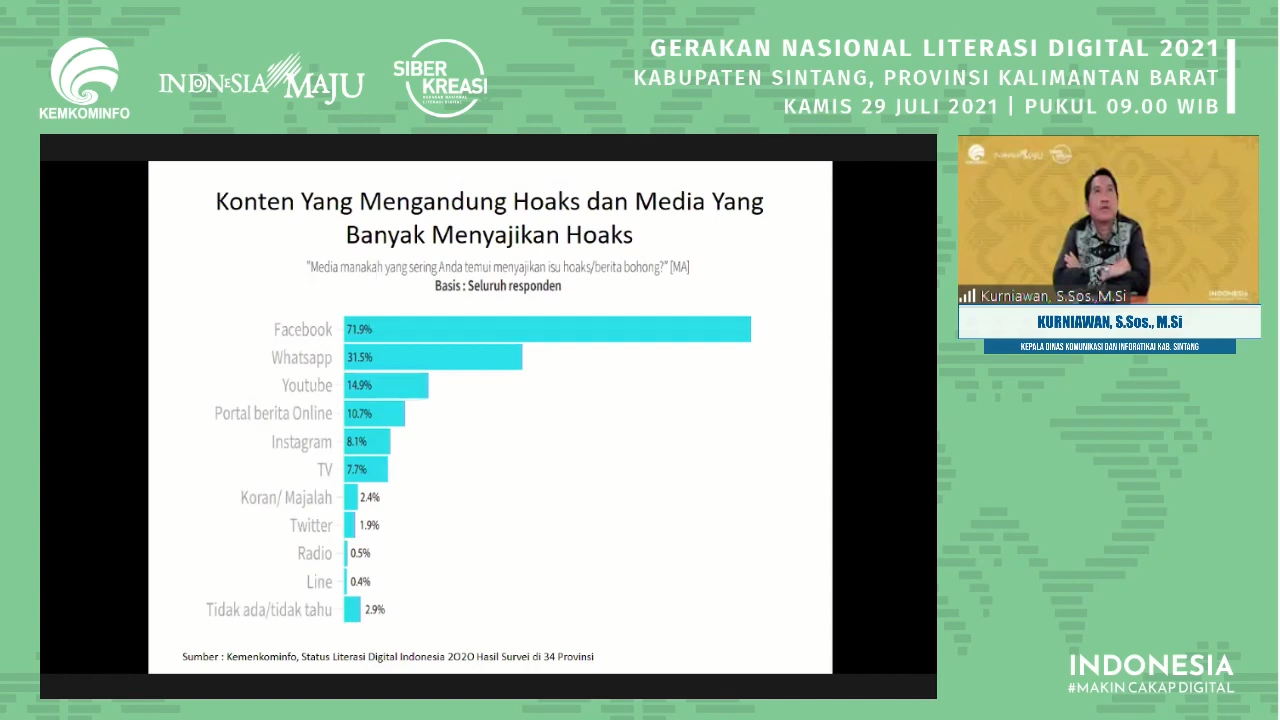 KEMKOMINFO
INDONESIA MAJU
SIBER
KREASI
GERAKAN NASIONAL LITERASI DIGITAL 2021
KABUPATEN SINTANG, PROVINSI KALIMANTAN BARAT
KAMIS 29 JULI 2021 | PUKUL 09.00 WIB
Konten Yang Mengandung Hoaks dan Media Yang
Banyak Menyajikan Hoaks
"Media manakah yang sering Anda temui menyajikan isu hoaks/berita bohong?" [MA]
Basis : Seluruh responden
Facebook 71.9%
Whatsapp 31.5%
Youtube 14.9%
Portal berita Online 10.7%
Instagram 8.1%
TV 7.7%
Koran/ Majalah 2.4%
Twitter 1.9%
Radio 0.5%
Line 0.4%
Tidak ada/tidak tahu 2.9%
Sumber : Kemenkominfo, Status Literasi Digital Indonesia 2020 Hasil Survei di 34 Provinsi
Kurniawan, S.Sos.,M.Si
INDONESIA
KURNIAWAN, S.Sos., M.Si
KEPALA DINAS KOMUNIKASI DAN INFORATIKAI KAB. SINTANG
INDONESIA
#MAKIN CAKAP DIGITAL